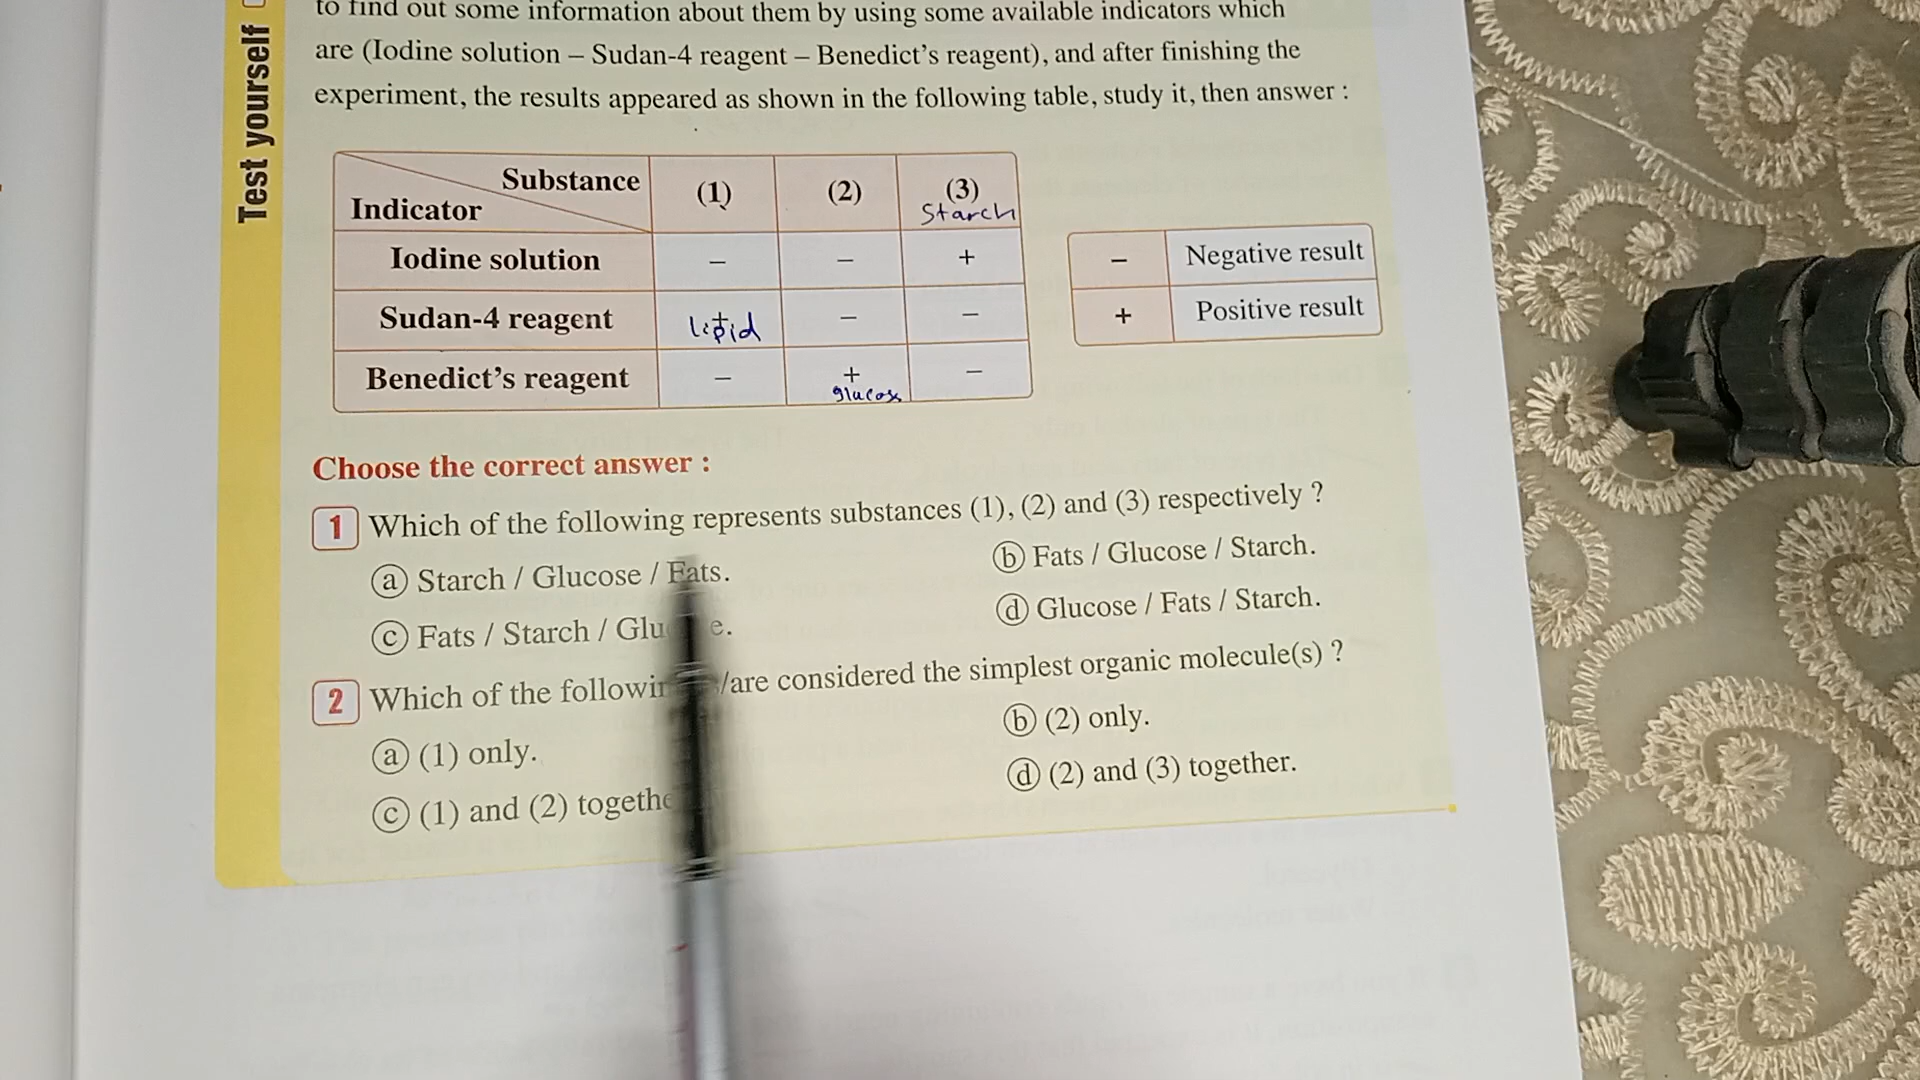 Test yourself
to find out some information about them by using some available indicators which
are (Iodine solution – Sudan-4 reagent – Benedict's reagent), and after finishing the
experiment, the results appeared as shown in the following table, study it, then answer :
Substance
Indicator
(1)
(2)
(3)
Starch
Iodine solution
–
–
+
Sudan-4 reagent
+
lipid
–
–
Benedict's reagent
–
+
glucos
–
– Negative result
+ Positive result
Choose the correct answer :
1 Which of the following represents substances (1), (2) and (3) respectively ?
a Starch / Glucose / Fats.
b Fats / Glucose / Starch.
c Fats / Starch /
d Glucose / Fats / Starch.
2 Which of the /are considered the simplest organic molecule(s) ?
a (1) only.
b (2) only.
c (1) and (2)
d (2) and (3) together.